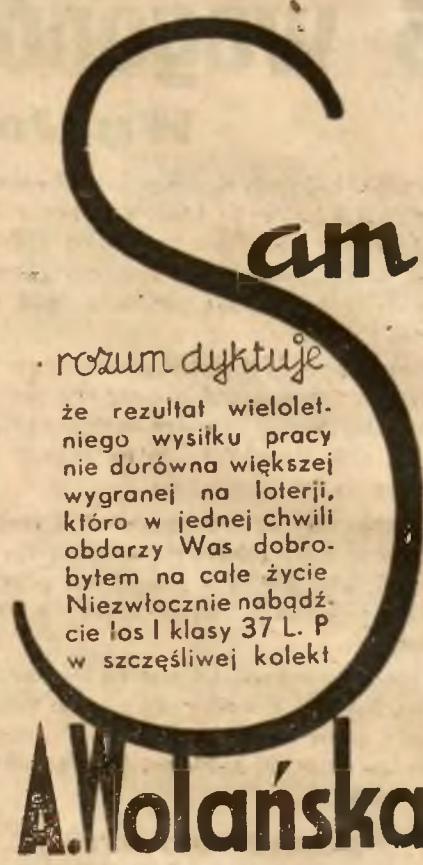 Sam
rozum dyktuje
że rezultat wielolet-
niego wysiłku pracy
nie dorówna większej
wygranej na loterji,
któro w jednej chwili
obdarzy Was dobro-
bytem na całe życie
Niezwłocznie nabądź-
cie los I klasy 37 L. P
w szczęśliwej kolekt
A. Wolańska